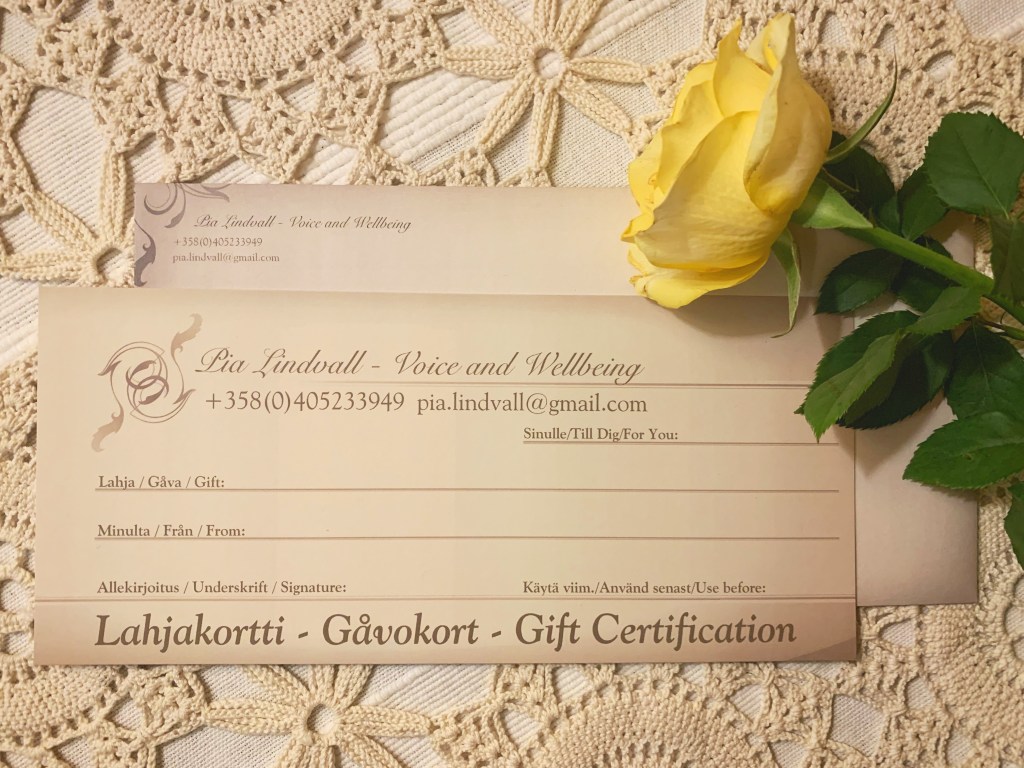 Pia Lindvall - Voice and Wellbeing
+358(0)405233949
pia.lindvall@gmail.com
Pia Lindvall - Voice and Wellbeing
+358(0)405233949 pia.lindvall@gmail.com
Sinulle/Till Dig/For You:
Lahja / Gåva / Gift:
Minulta / Från / From:
Allekirjoitus / Underskrift / Signature:
Käytä viim./Använd senast/Use before:
Lahjakortti - Gåvokort - Gift Certification